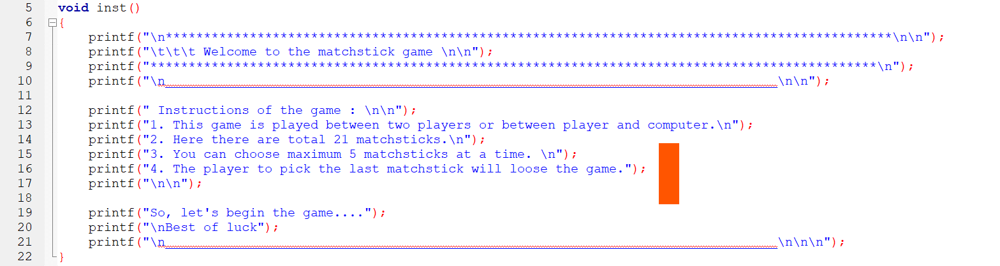 5 void inst()
6 {
7 printf("\n***********************************************************************************************\n\n");
8 printf("\t\t\t Welcome to the matchstick game \n\n");
9 printf("***********************************************************************************************\n");
10 printf("\n________________________________________________________________________________\n\n");
11
12 printf(" Instructions of the game : \n\n");
13 printf("1. This game is played between two players or between player and computer.\n");
14 printf("2. Here there are total 21 matchsticks.\n");
15 printf("3. You can choose maximum 5 matchsticks at a time. \n");
16 printf("4. The player to pick the last matchstick will loose the game.");
17 printf("\n\n");
18
19 printf("So, let's begin the game....");
20 printf("\nBest of luck");
21 printf("\n________________________________________________________________________________\n\n\n");
22 }